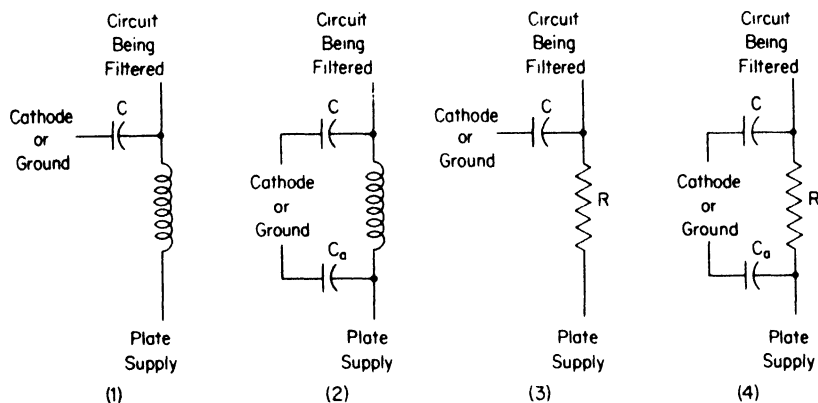 Circuit
Being
Filtered
C
Cathode
or
Ground
Plate
Supply
(1)
Circuit
Being
Filtered
C
Cathode
or
Ground
Ca
Plate
Supply
(2)
Circuit
Being
Filtered
C
Cathode
or
Ground
R
Plate
Supply
(3)
Circuit
Being
Filtered
C
Cathode
or
Ground
R
Ca
Plate
Supply
(4)